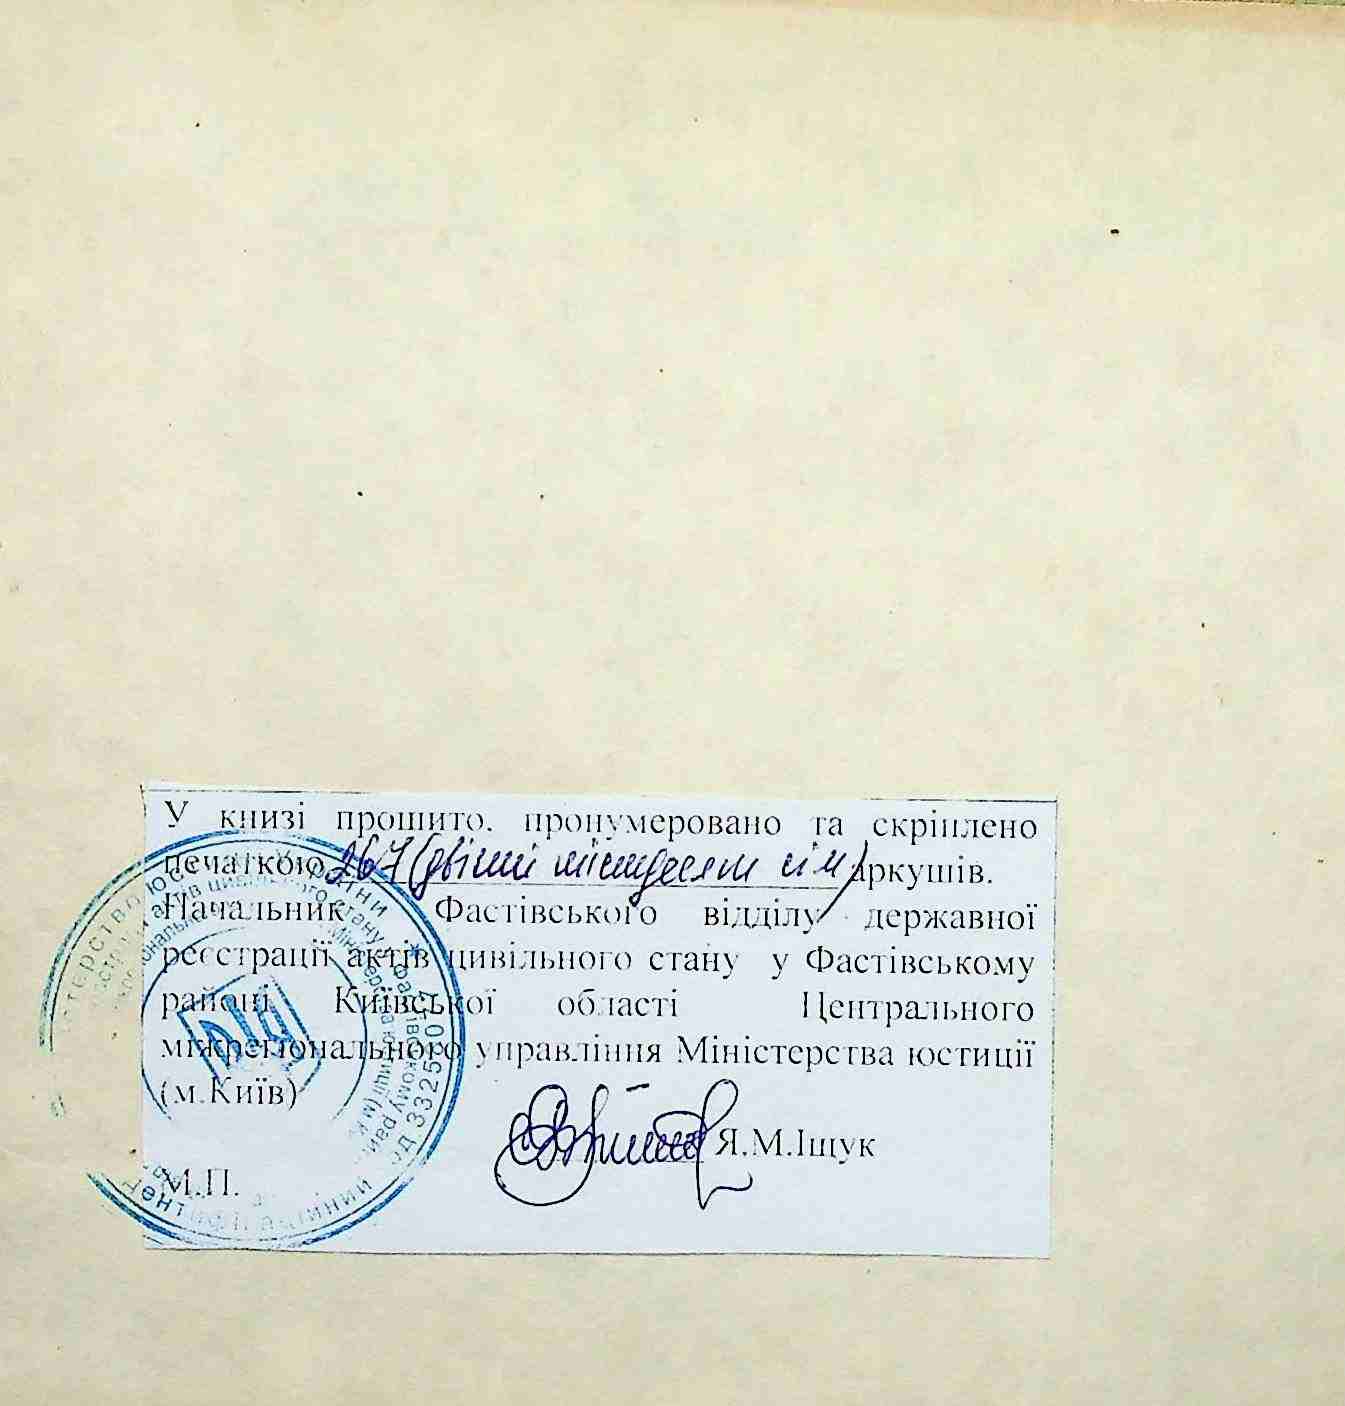 У книзі прошито, пронумеровано та скріплено
печаткою 267 (двісті шістдесят сім) аркушів.
Начальник Фастівського відділу державної
реєстрації актів цивільного стану у Фастівському
районі Київської області Центрального
міжрегіонального управління Міністерства юстиції
(м.Київ)
Я.М.Іщук
М.П.